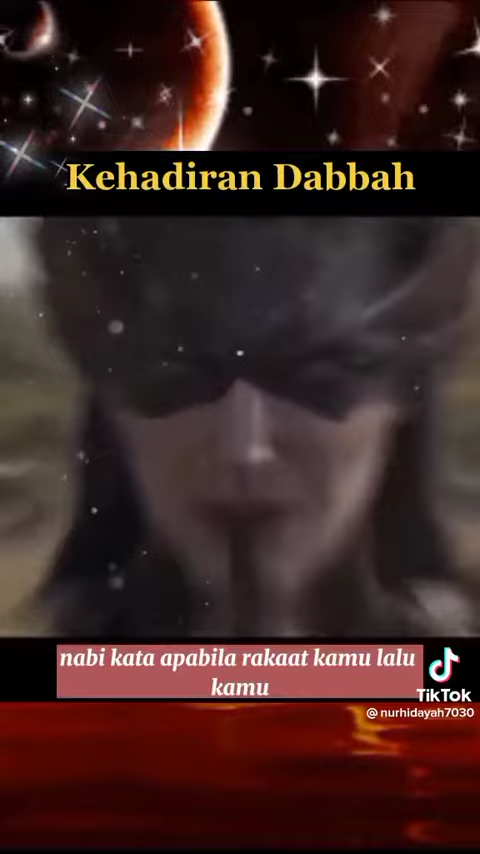 Kehadiran Dabbah
nabi kata apabila rakaat kamu lalu
kamu
TikTok
@ nurhidayah7030